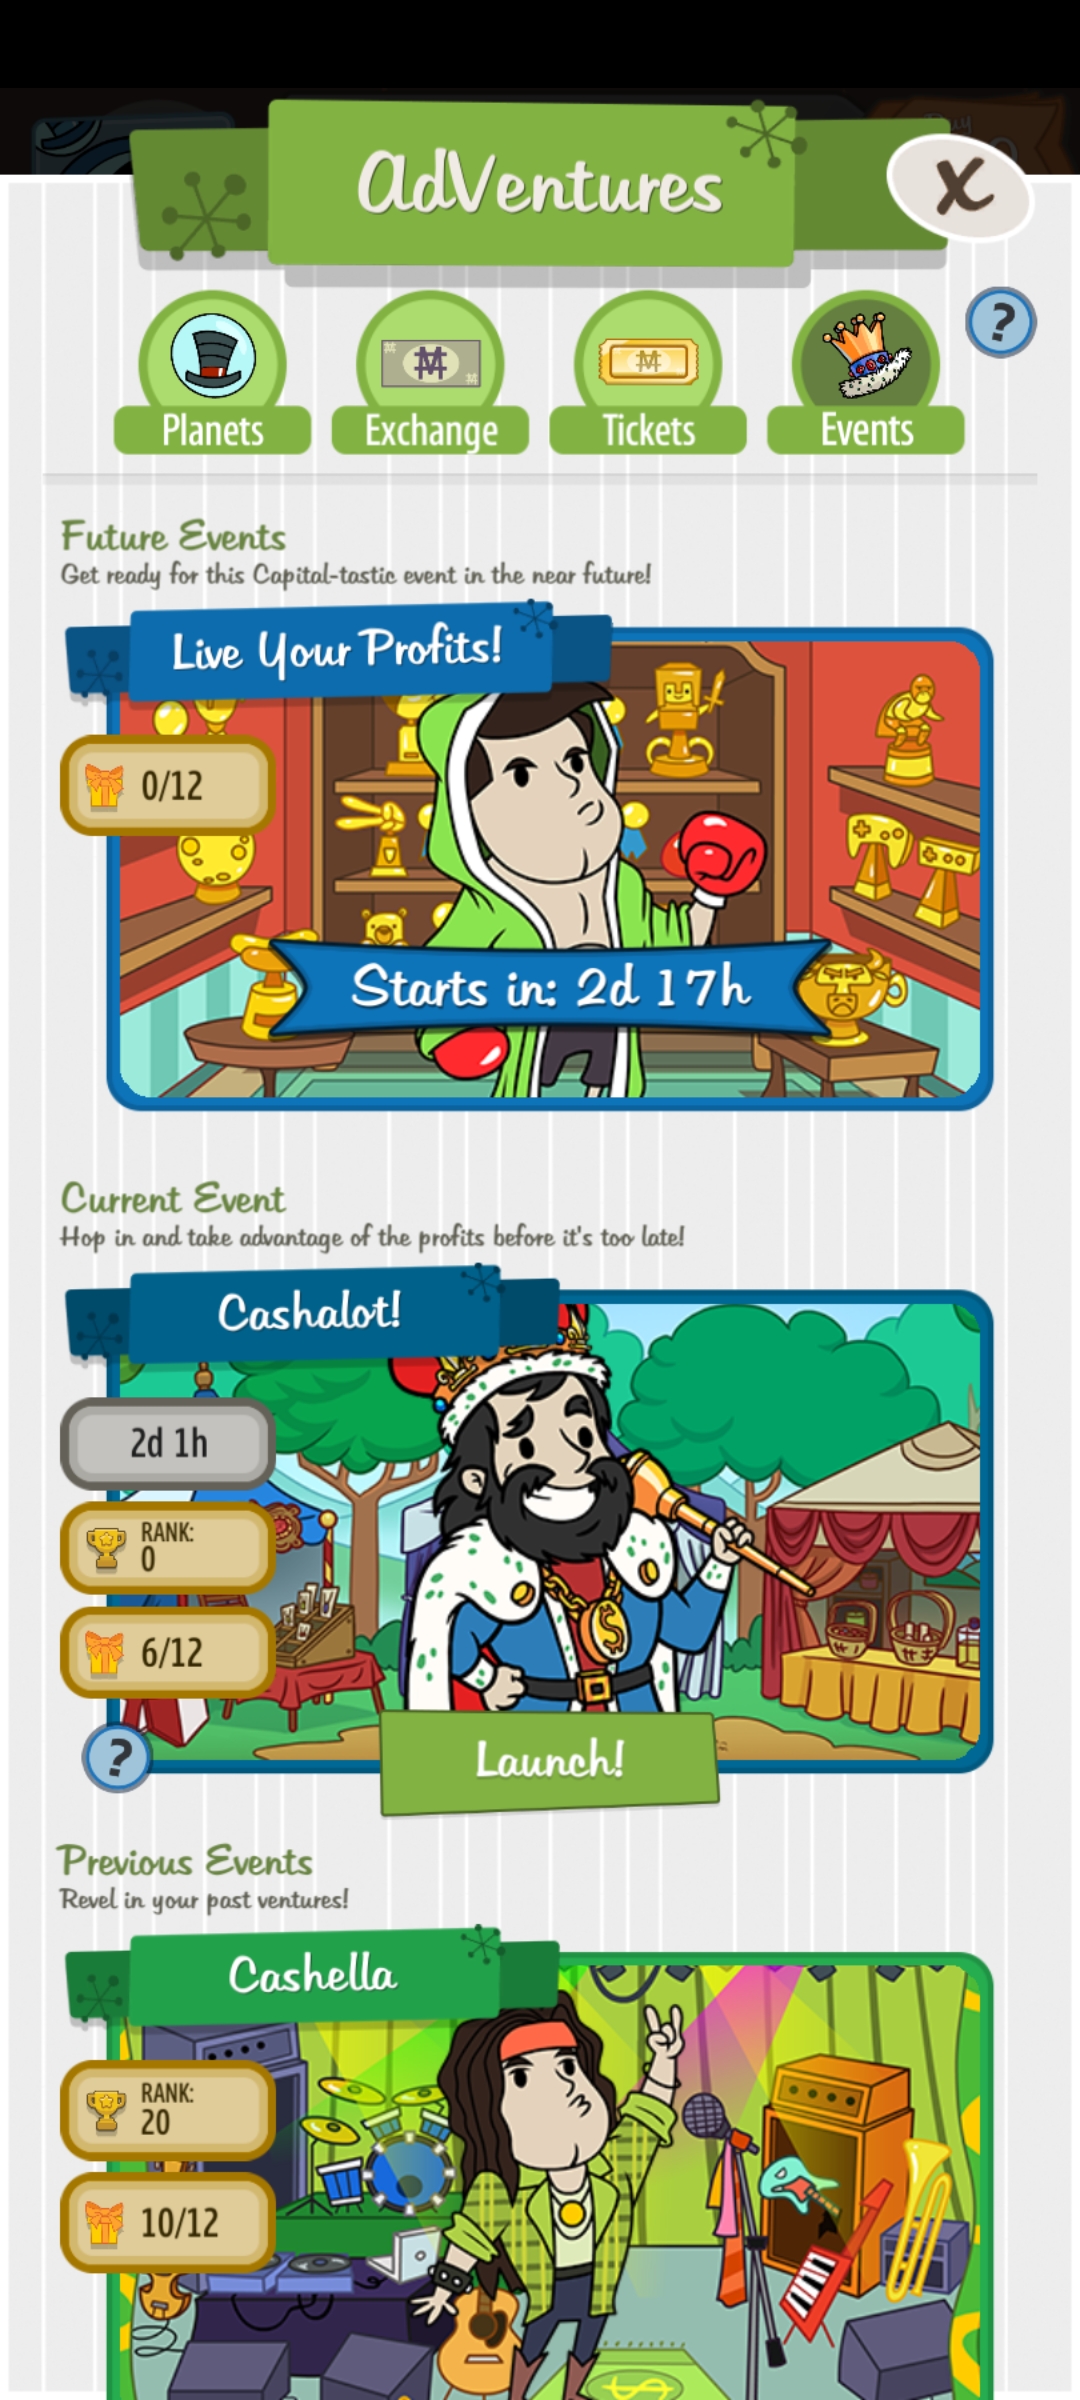 AdVentures
X
?
Planets
Exchange
Tickets
Events
Future Events
Get ready for this Capital-tastic event in the near future!
Live Your Profits!
0/12
Starts in: 2d 17h
Current Event
Hop in and take advantage of the profits before it's too late!
Cashalot!
2d 1h
RANK:
0
6/12
$
?
Launch!
Previous Events
Revel in your past ventures!
Cashella
RANK:
20
10/12
$